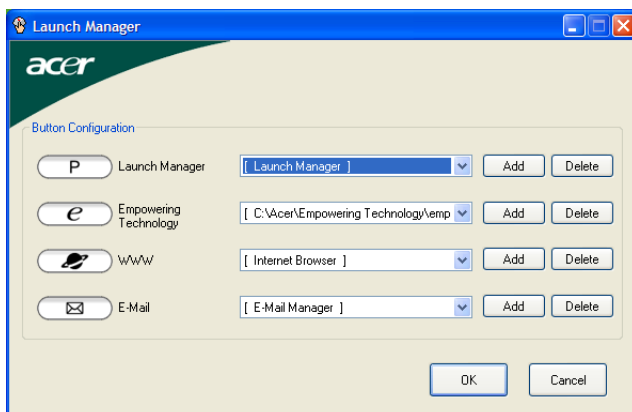 Launch Manager
acer
Button Configuration
P Launch Manager [ Launch Manager ] Add Delete
e Empowering Technology [ C:\Acer\Empowering Technology\emp Add Delete
WWW [ Internet Browser ] Add Delete
E-Mail [ E-Mail Manager ] Add Delete
OK Cancel